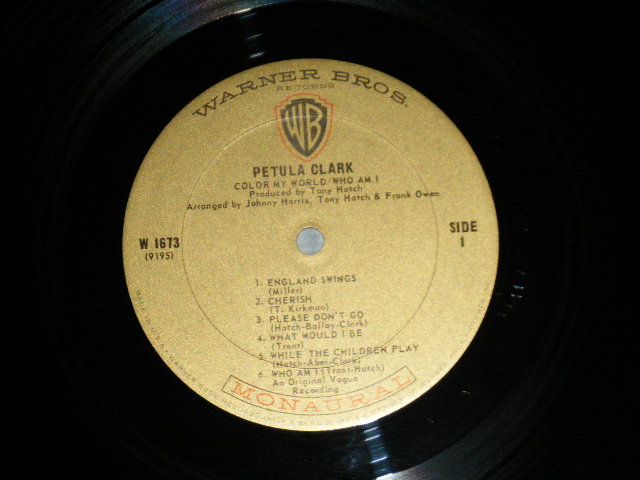 WARNER BROS.
RECORDS
WB
PETULA CLARK
COLOR MY WORLD/WHO AM I
Produced by Tony Hatch
Arranged by Johnny Harris, Tony Hatch & Frank Owen
W 1673
(9195)
SIDE
1
1. ENGLAND SWINGS
(Miller)
2. CHERISH
(T. Kirkman)
3. PLEASE DON'T GO
(Hatch-Ballay-Clark)
4. WHAT WOULD I BE
(Trent)
5. WHILE THE CHILDREN PLAY
(Hatch-Aber-Clark)
6. WHO AM I (Trent-Hatch)
An Original Vogue
Recording
MONAURAL